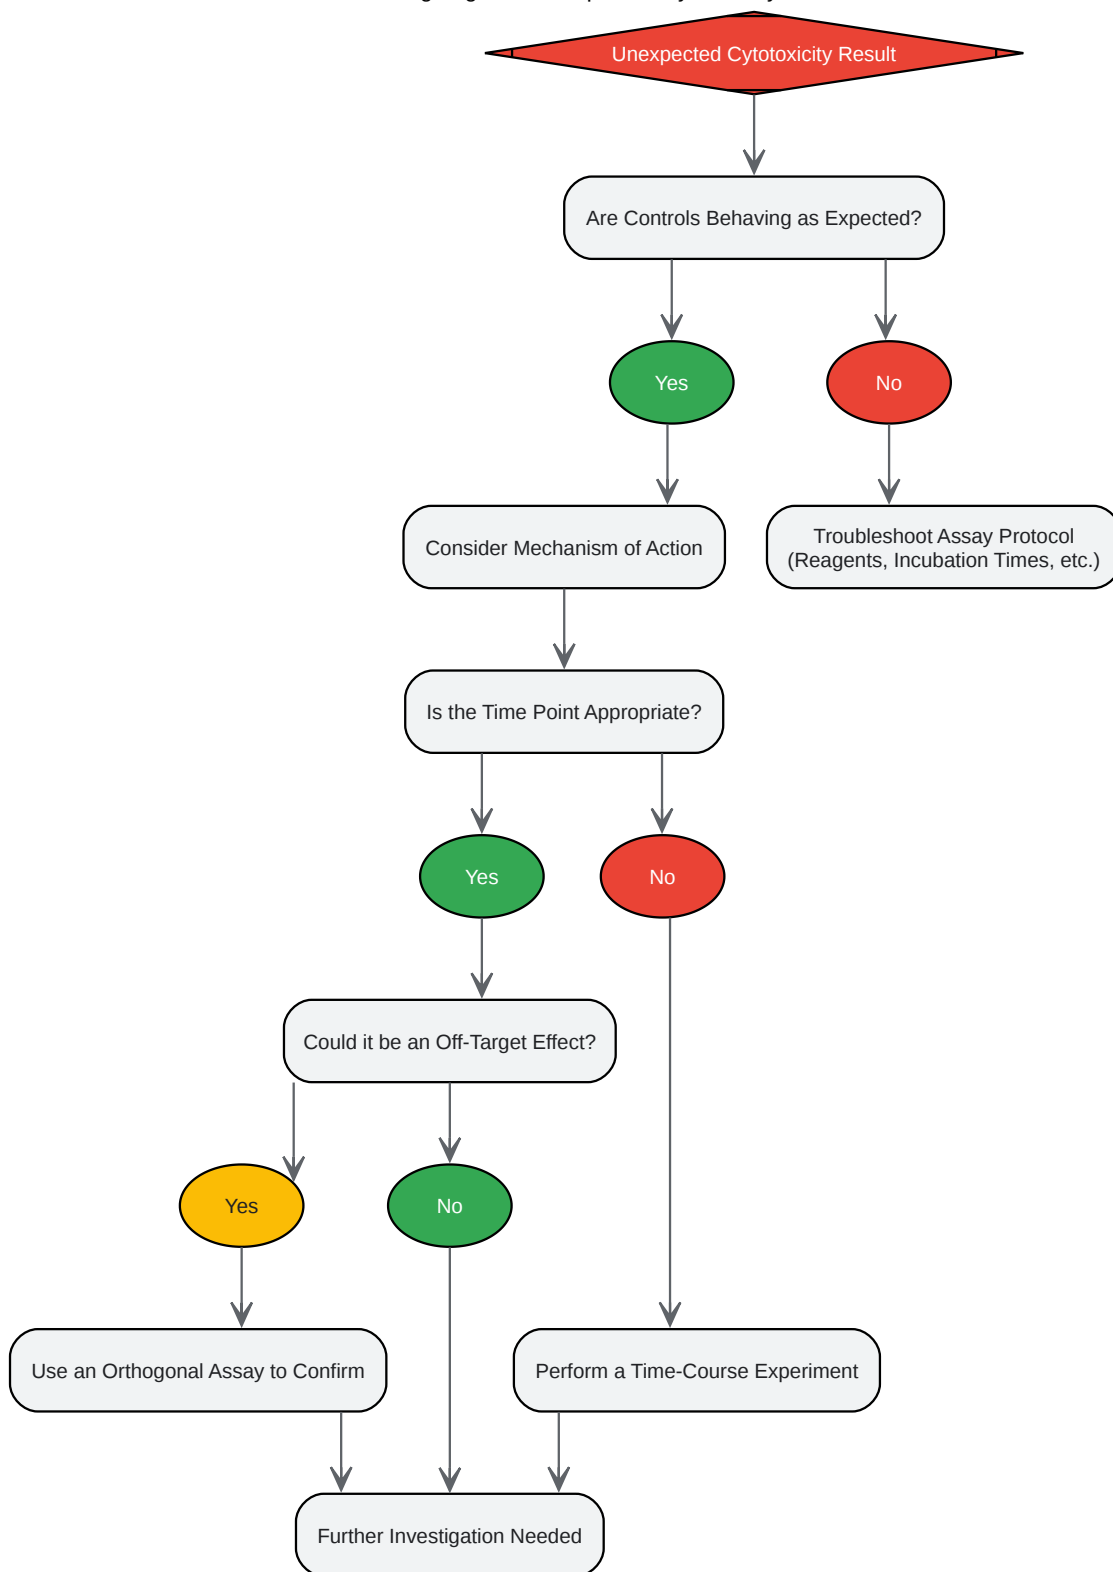 Unexpected Cytotoxicity Result
Are Controls Behaving as Expected?
Yes
No
Consider Mechanism of Action
Troubleshoot Assay Protocol
(Reagents, Incubation Times, etc.)
Is the Time Point Appropriate?
Yes
No
Could it be an Off-Target Effect?
Yes
No
Use an Orthogonal Assay to Confirm
Perform a Time-Course Experiment
Further Investigation Needed